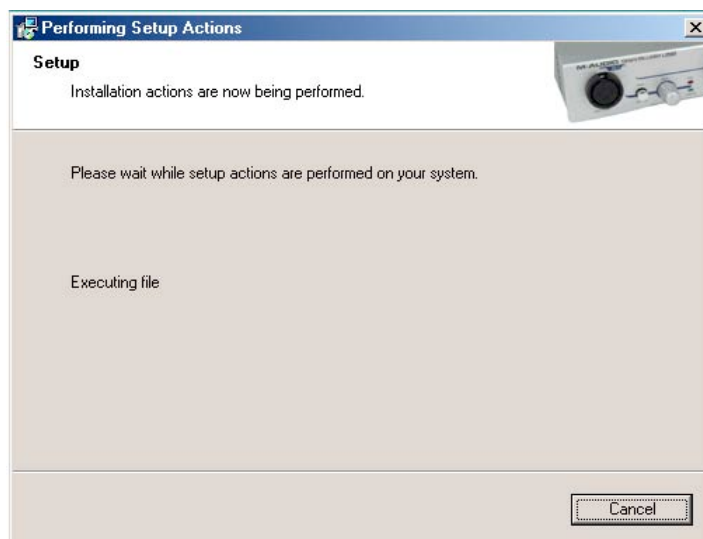 Performing Setup Actions
Setup
Installation actions are now being performed.
M-AUDIO
Please wait while setup actions are performed on your system.
Executing file
Cancel